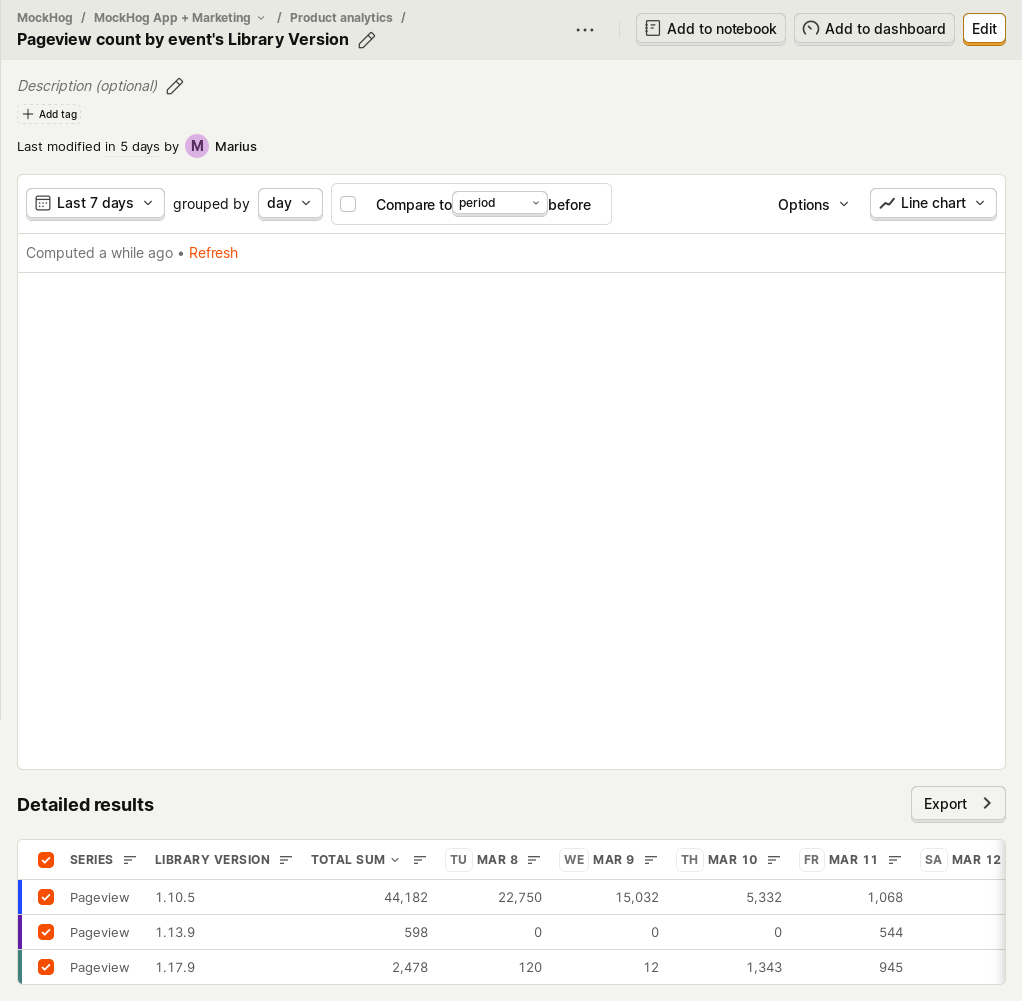 MockHog / MockHog App + Marketing / Product analytics /
Pageview count by event's Library Version
Add to notebook
Add to dashboard
Edit
Description (optional)
Add tag
Last modified in 5 days by M Marius
Last 7 days grouped by day Compare to period before Options Line chart
Computed a while ago • Refresh
Detailed results
Export
SERIES LIBRARY VERSION TOTAL SUM TU MAR 8 WE MAR 9 TH MAR 10 FR MAR 11 SA MAR 12
Pageview 1.10.5 44,182 22,750 15,032 5,332 1,068
Pageview 1.13.9 598 0 0 0 544
Pageview 1.17.9 2,478 120 12 1,343 945